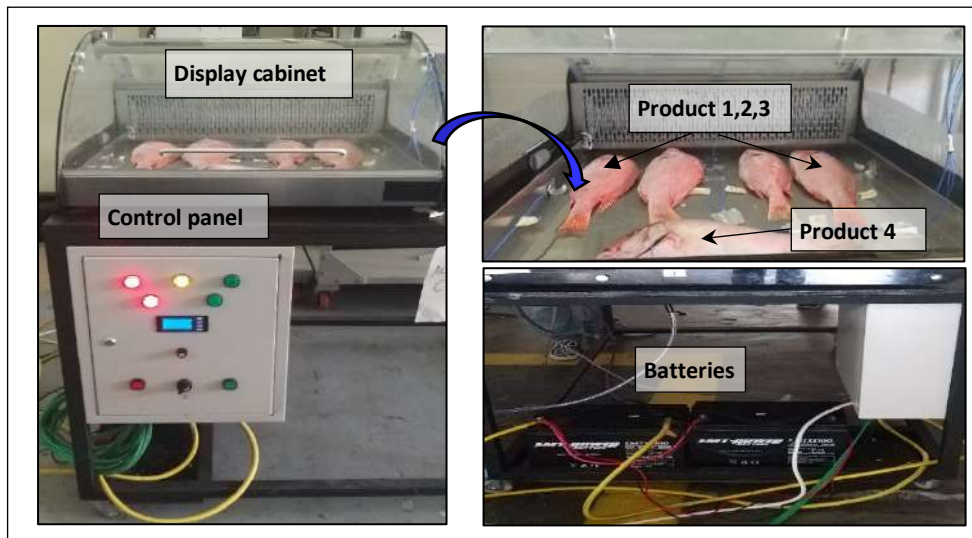 Display cabinet
Control panel
Product 1,2,3
Product 4
Batteries